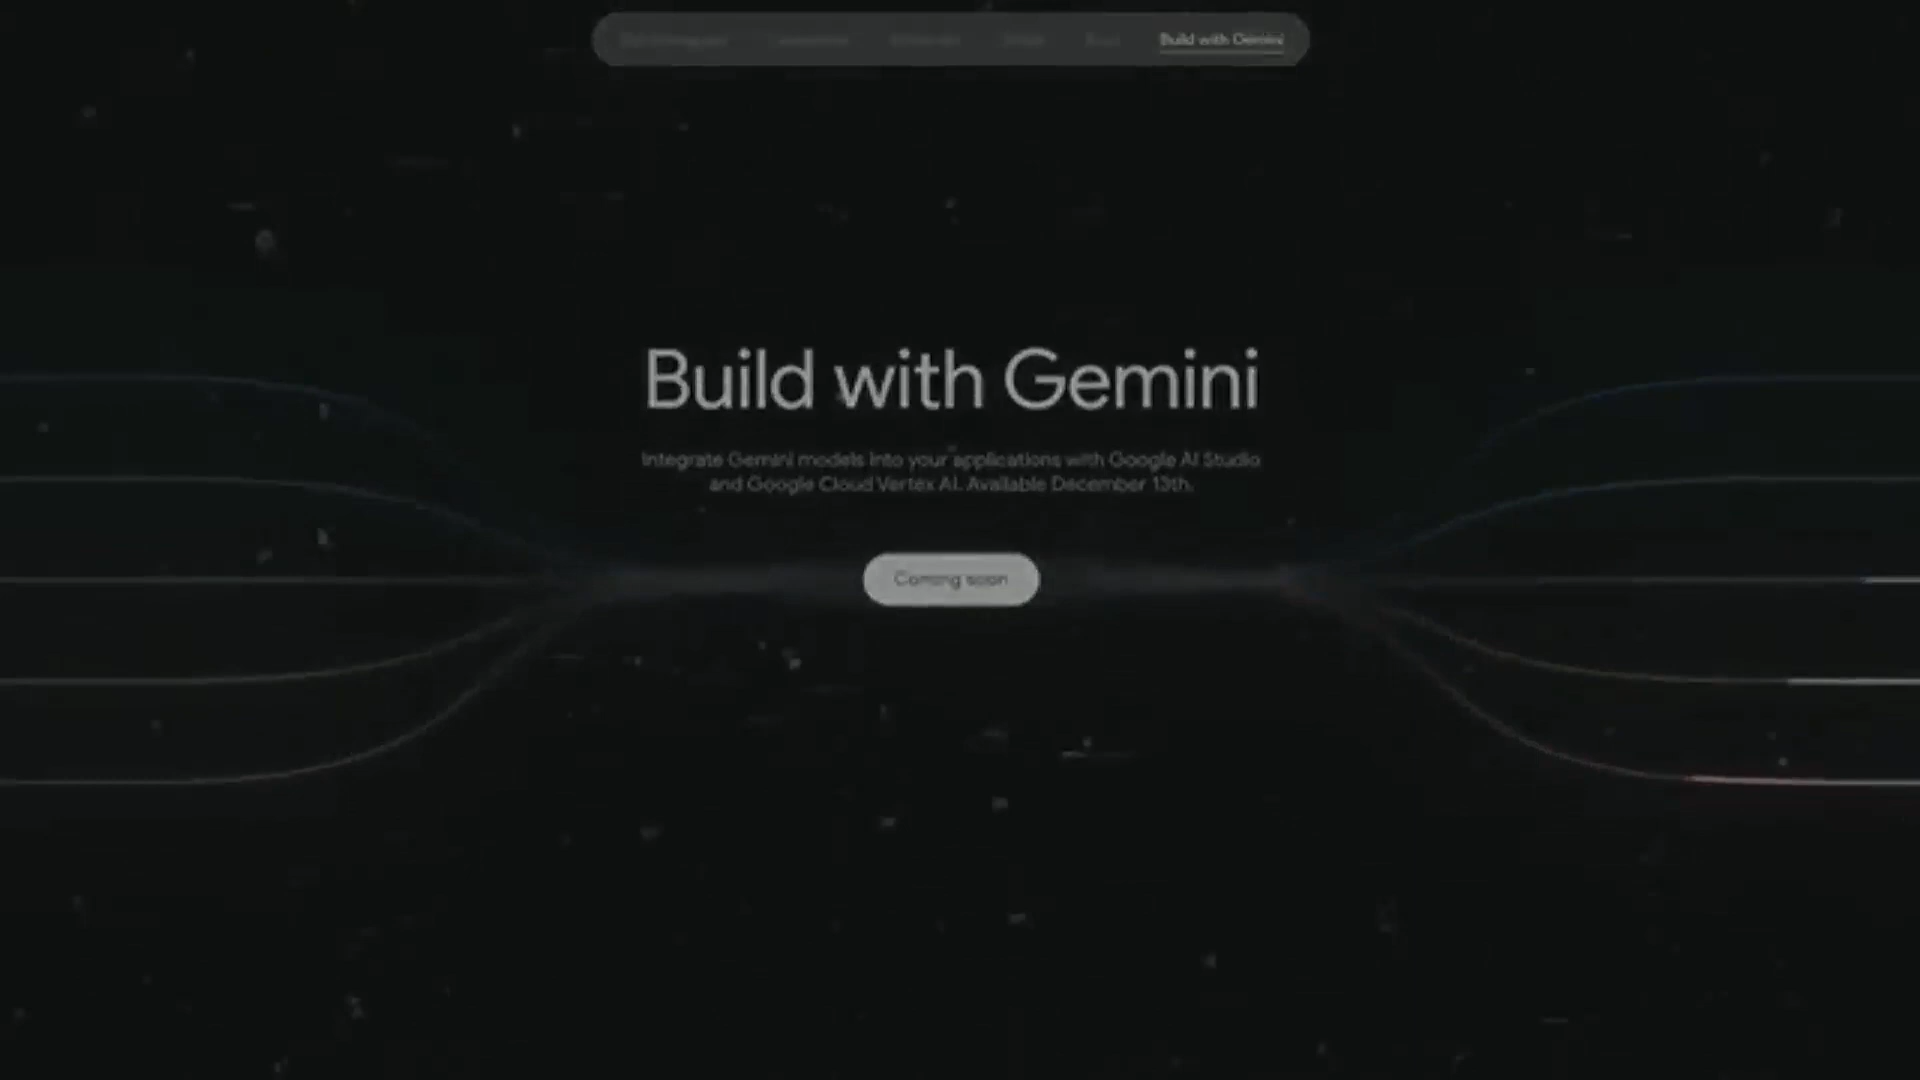 Build with Gemini
Build with Gemini
Integrate Gemini models into your applications with Google AI Studio
and Google Cloud Vertex AI. Available December 13th.
Coming soon